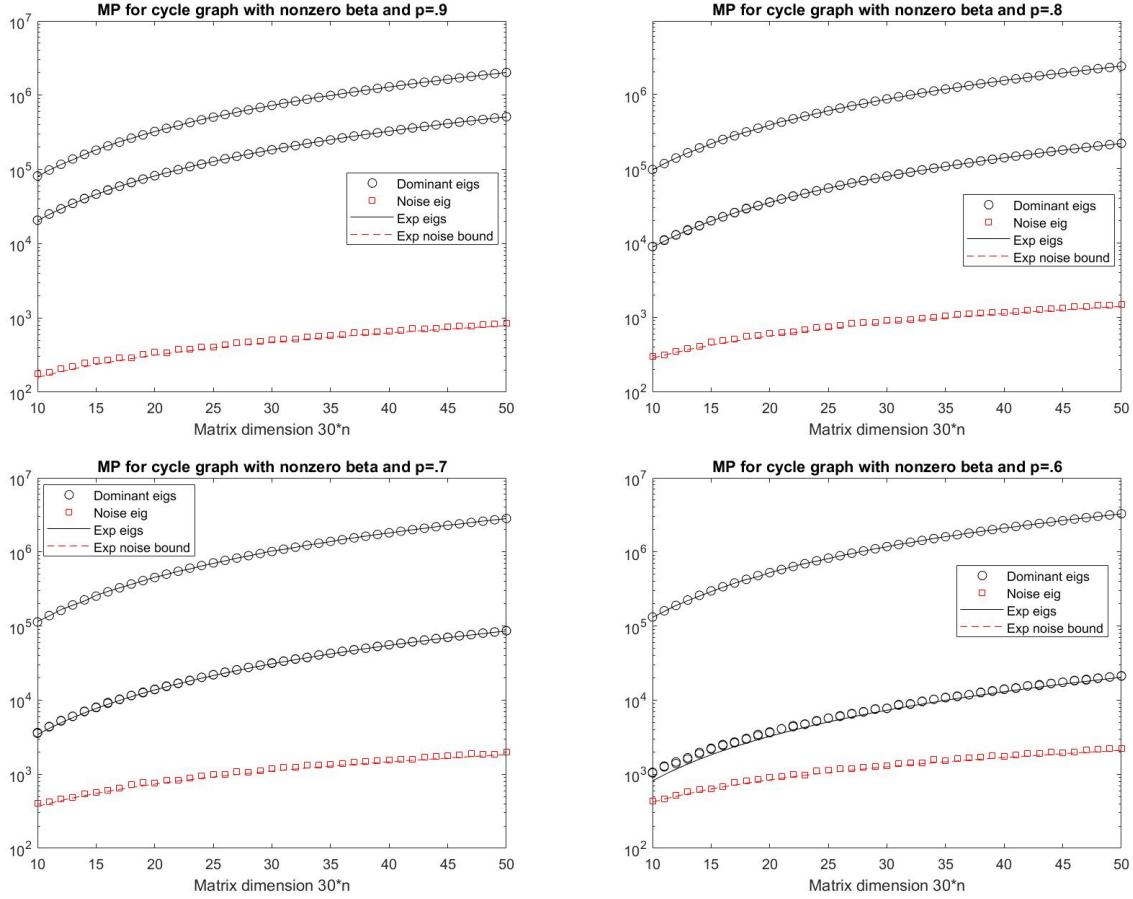 MP for cycle graph with nonzero beta and p=.9
10^7
10^6
10^5
10^4
10^3
10^2
Dominant eigs
Noise eig
Exp eigs
Exp noise bound
10 15 20 25 30 35 40 45 50
Matrix dimension 30*n
MP for cycle graph with nonzero beta and p=.8
10^6
10^5
10^4
10^3
10^2
Dominant eigs
Noise eig
Exp eigs
Exp noise bound
10 15 20 25 30 35 40 45 50
Matrix dimension 30*n
MP for cycle graph with nonzero beta and p=.7
10^7
10^6
10^5
10^4
10^3
10^2
Dominant eigs
Noise eig
Exp eigs
Exp noise bound
10 15 20 25 30 35 40 45 50
Matrix dimension 30*n
MP for cycle graph with nonzero beta and p=.6
10^7
10^6
10^5
10^4
10^3
10^2
Dominant eigs
Noise eig
Exp eigs
Exp noise bound
10 15 20 25 30 35 40 45 50
Matrix dimension 30*n